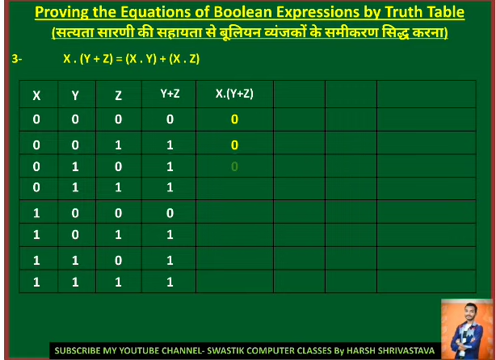 Proving the Equations of Boolean Expressions by Truth Table
(सत्यता सारणी की सहायता से बूलियन व्यंजकों के समीकरण सिद्ध करना)
3- X . (Y + Z) = (X . Y) + (X . Z)
X Y Z Y+Z X.(Y+Z)
0 0 0 0 0
0 0 1 1 0
0 1 0 1 0
0 1 1 1
1 0 0 0
1 0 1 1
1 1 0 1
1 1 1 1
SUBSCRIBE MY YOUTUBE CHANNEL- SWASTIK COMPUTER CLASSES By HARSH SHRIVASTAVA